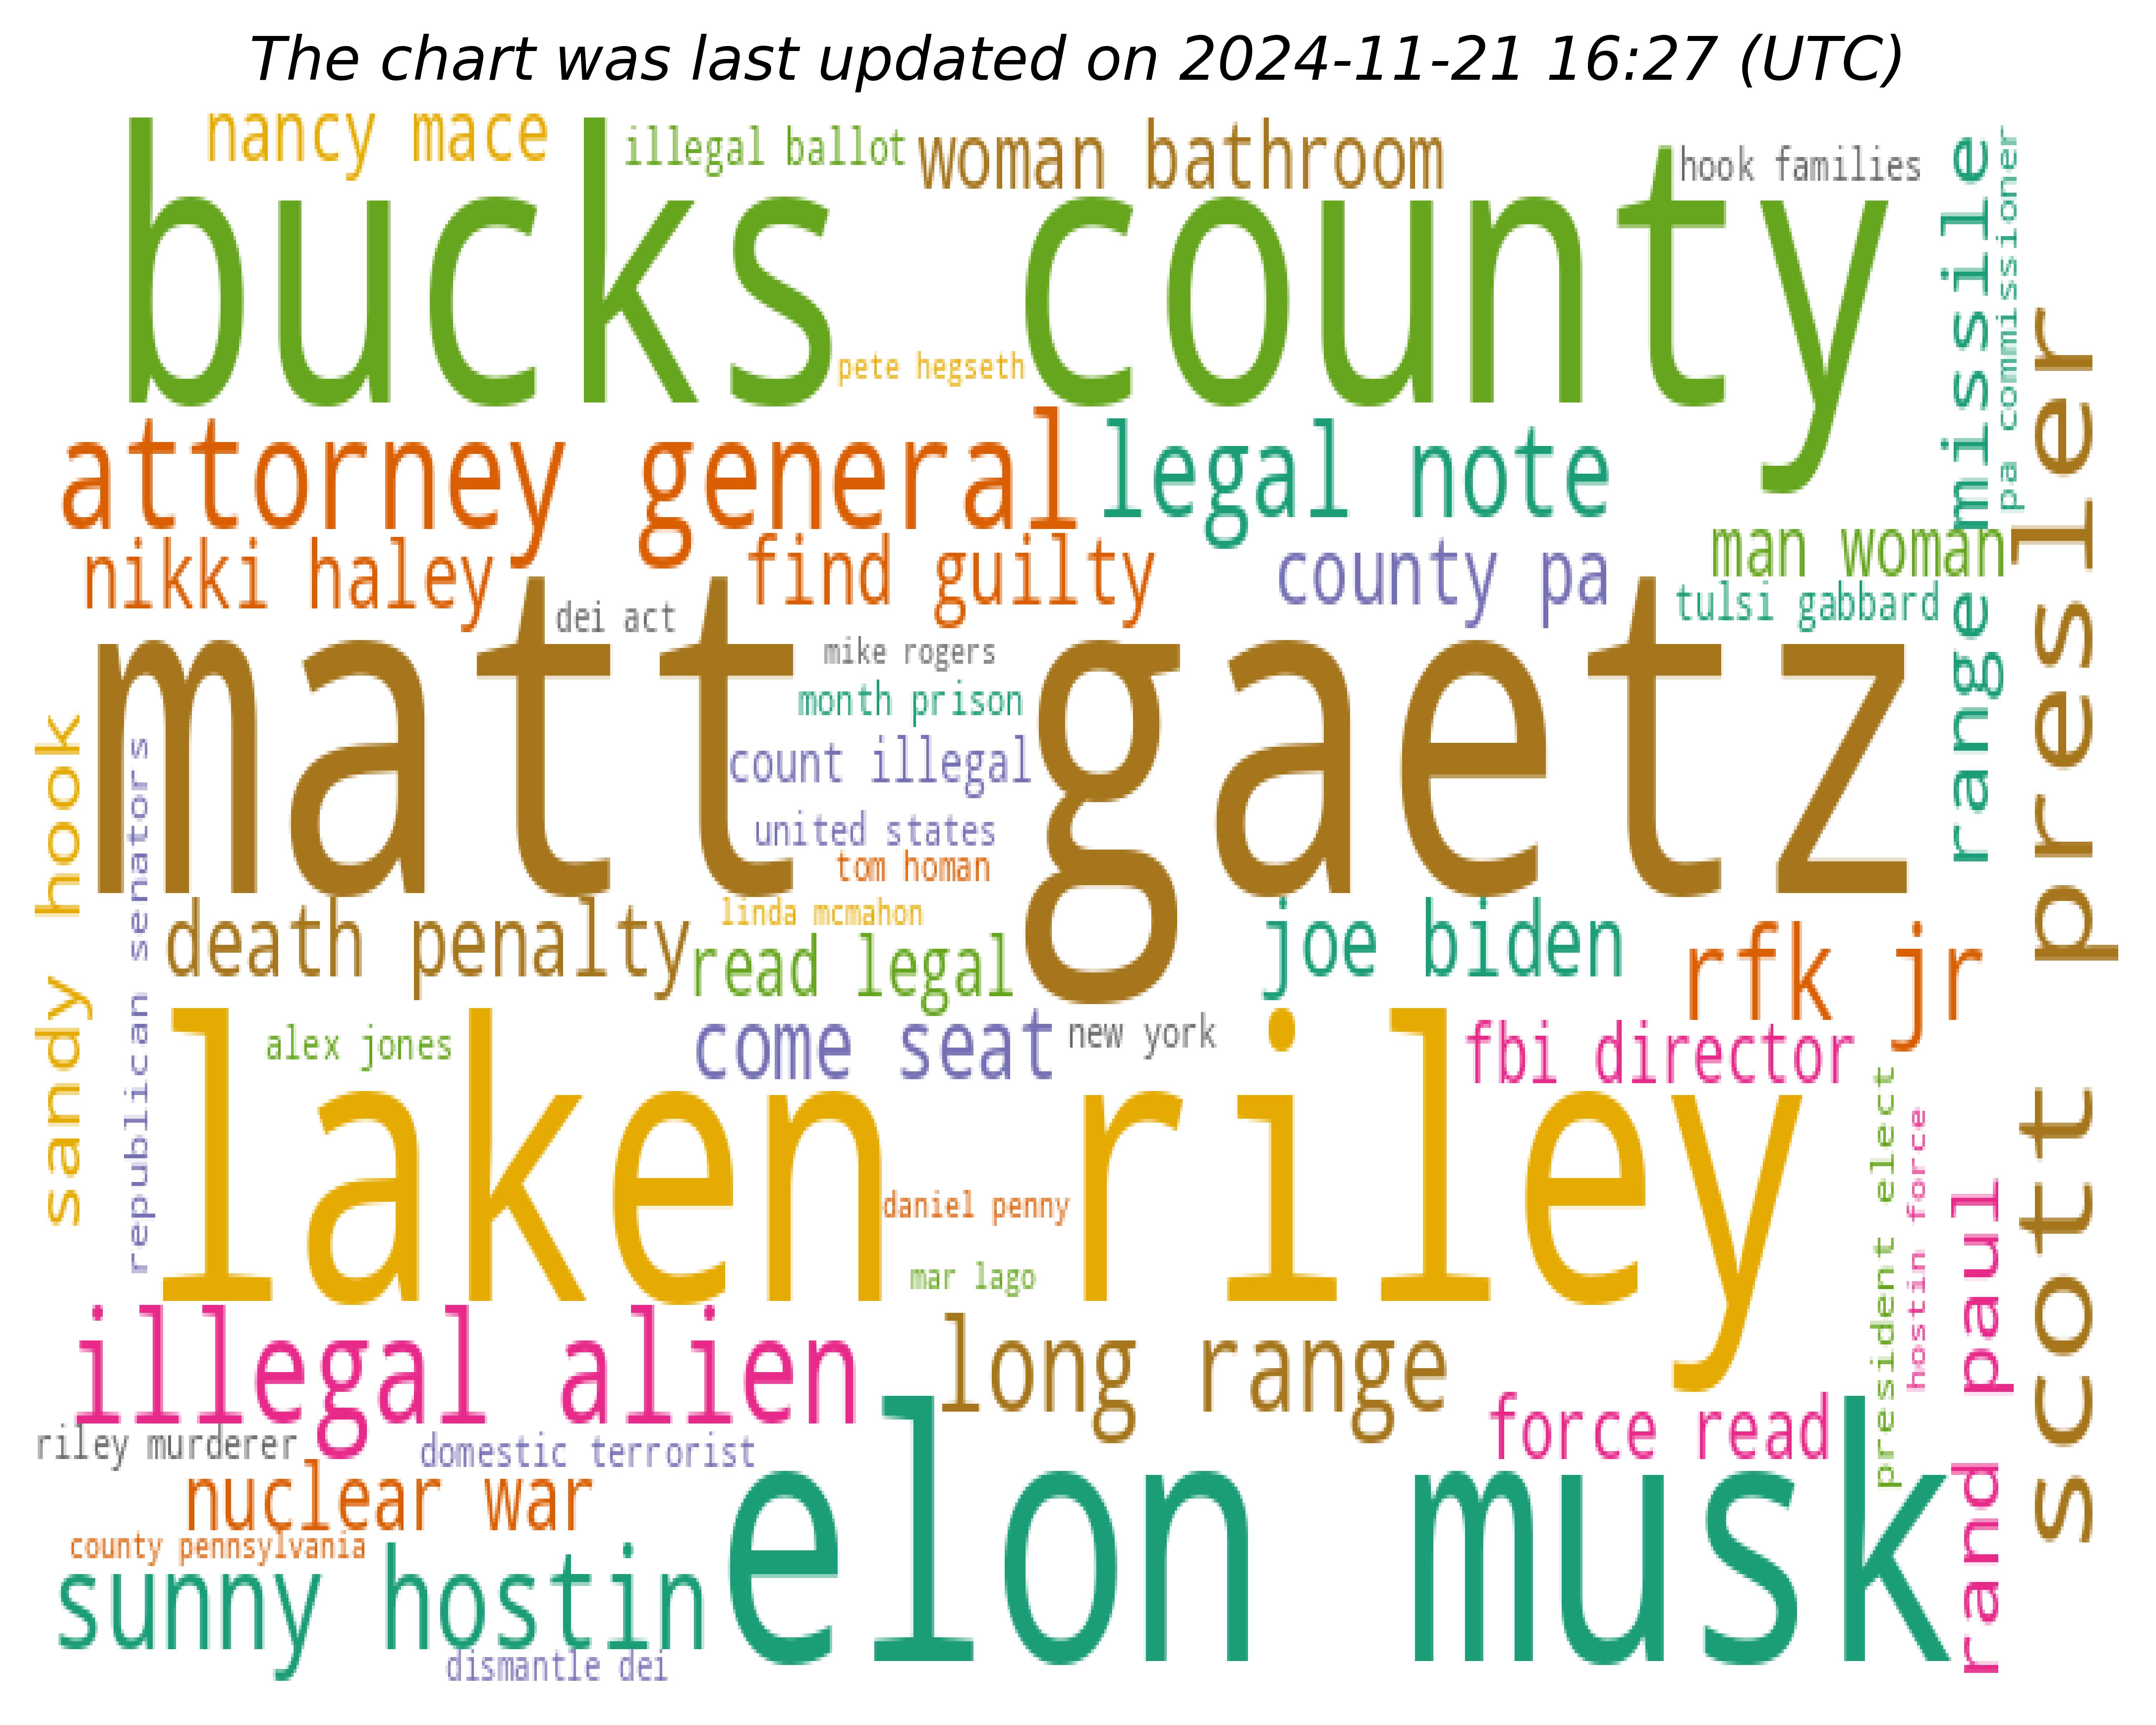 The chart was last updated on 2024-11-21 16:27 (UTC)
nancy mace
illegal ballot
woman bathroom
hook families
bucks county
pete hegseth
range missile
pa commissioner
scott presler
attorney general
legal note
nikki haley
find guilty
county pa
man woman
tulsi gabbard
dei act
matt gaetz
mike rogers
month prison
count illegal
united states
tom homan
linda mcmahon
sandy hook
republican senators
death penalty
read legal
joe biden
rfk jr
alex jones
come seat
new york
fbi director
laken riley
daniel penny
mar lago
president elect
hostin force
rand paul
illegal alien
long range
force read
riley murderer
domestic terrorist
nuclear war
elon musk
county pennsylvania
sunny hostin
dismantle dei